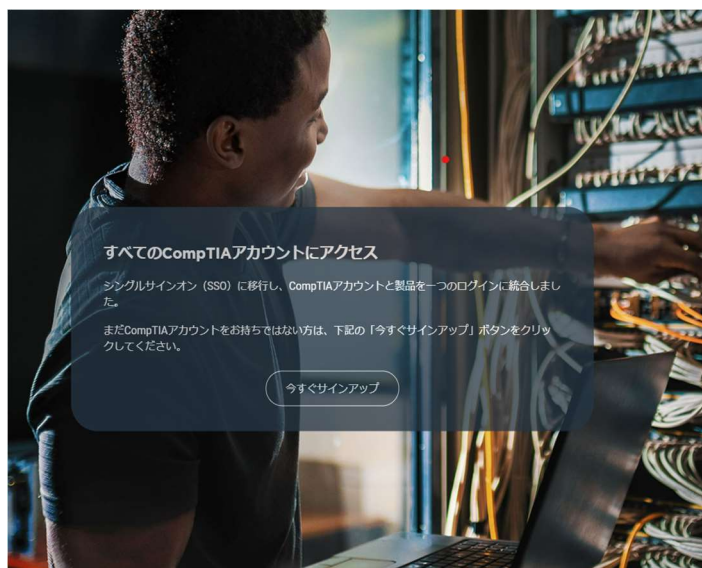 すべてのCompTIAアカウントにアクセス
シングルサインオン（SSO）に移行し、CompTIAアカウントと製品を一つのログインに統合しまし
た。
まだCompTIAアカウントをお持ちではない方は、下記の「今すぐサインアップ」ボタンをクリッ
クしてください。
今すぐサインアップ